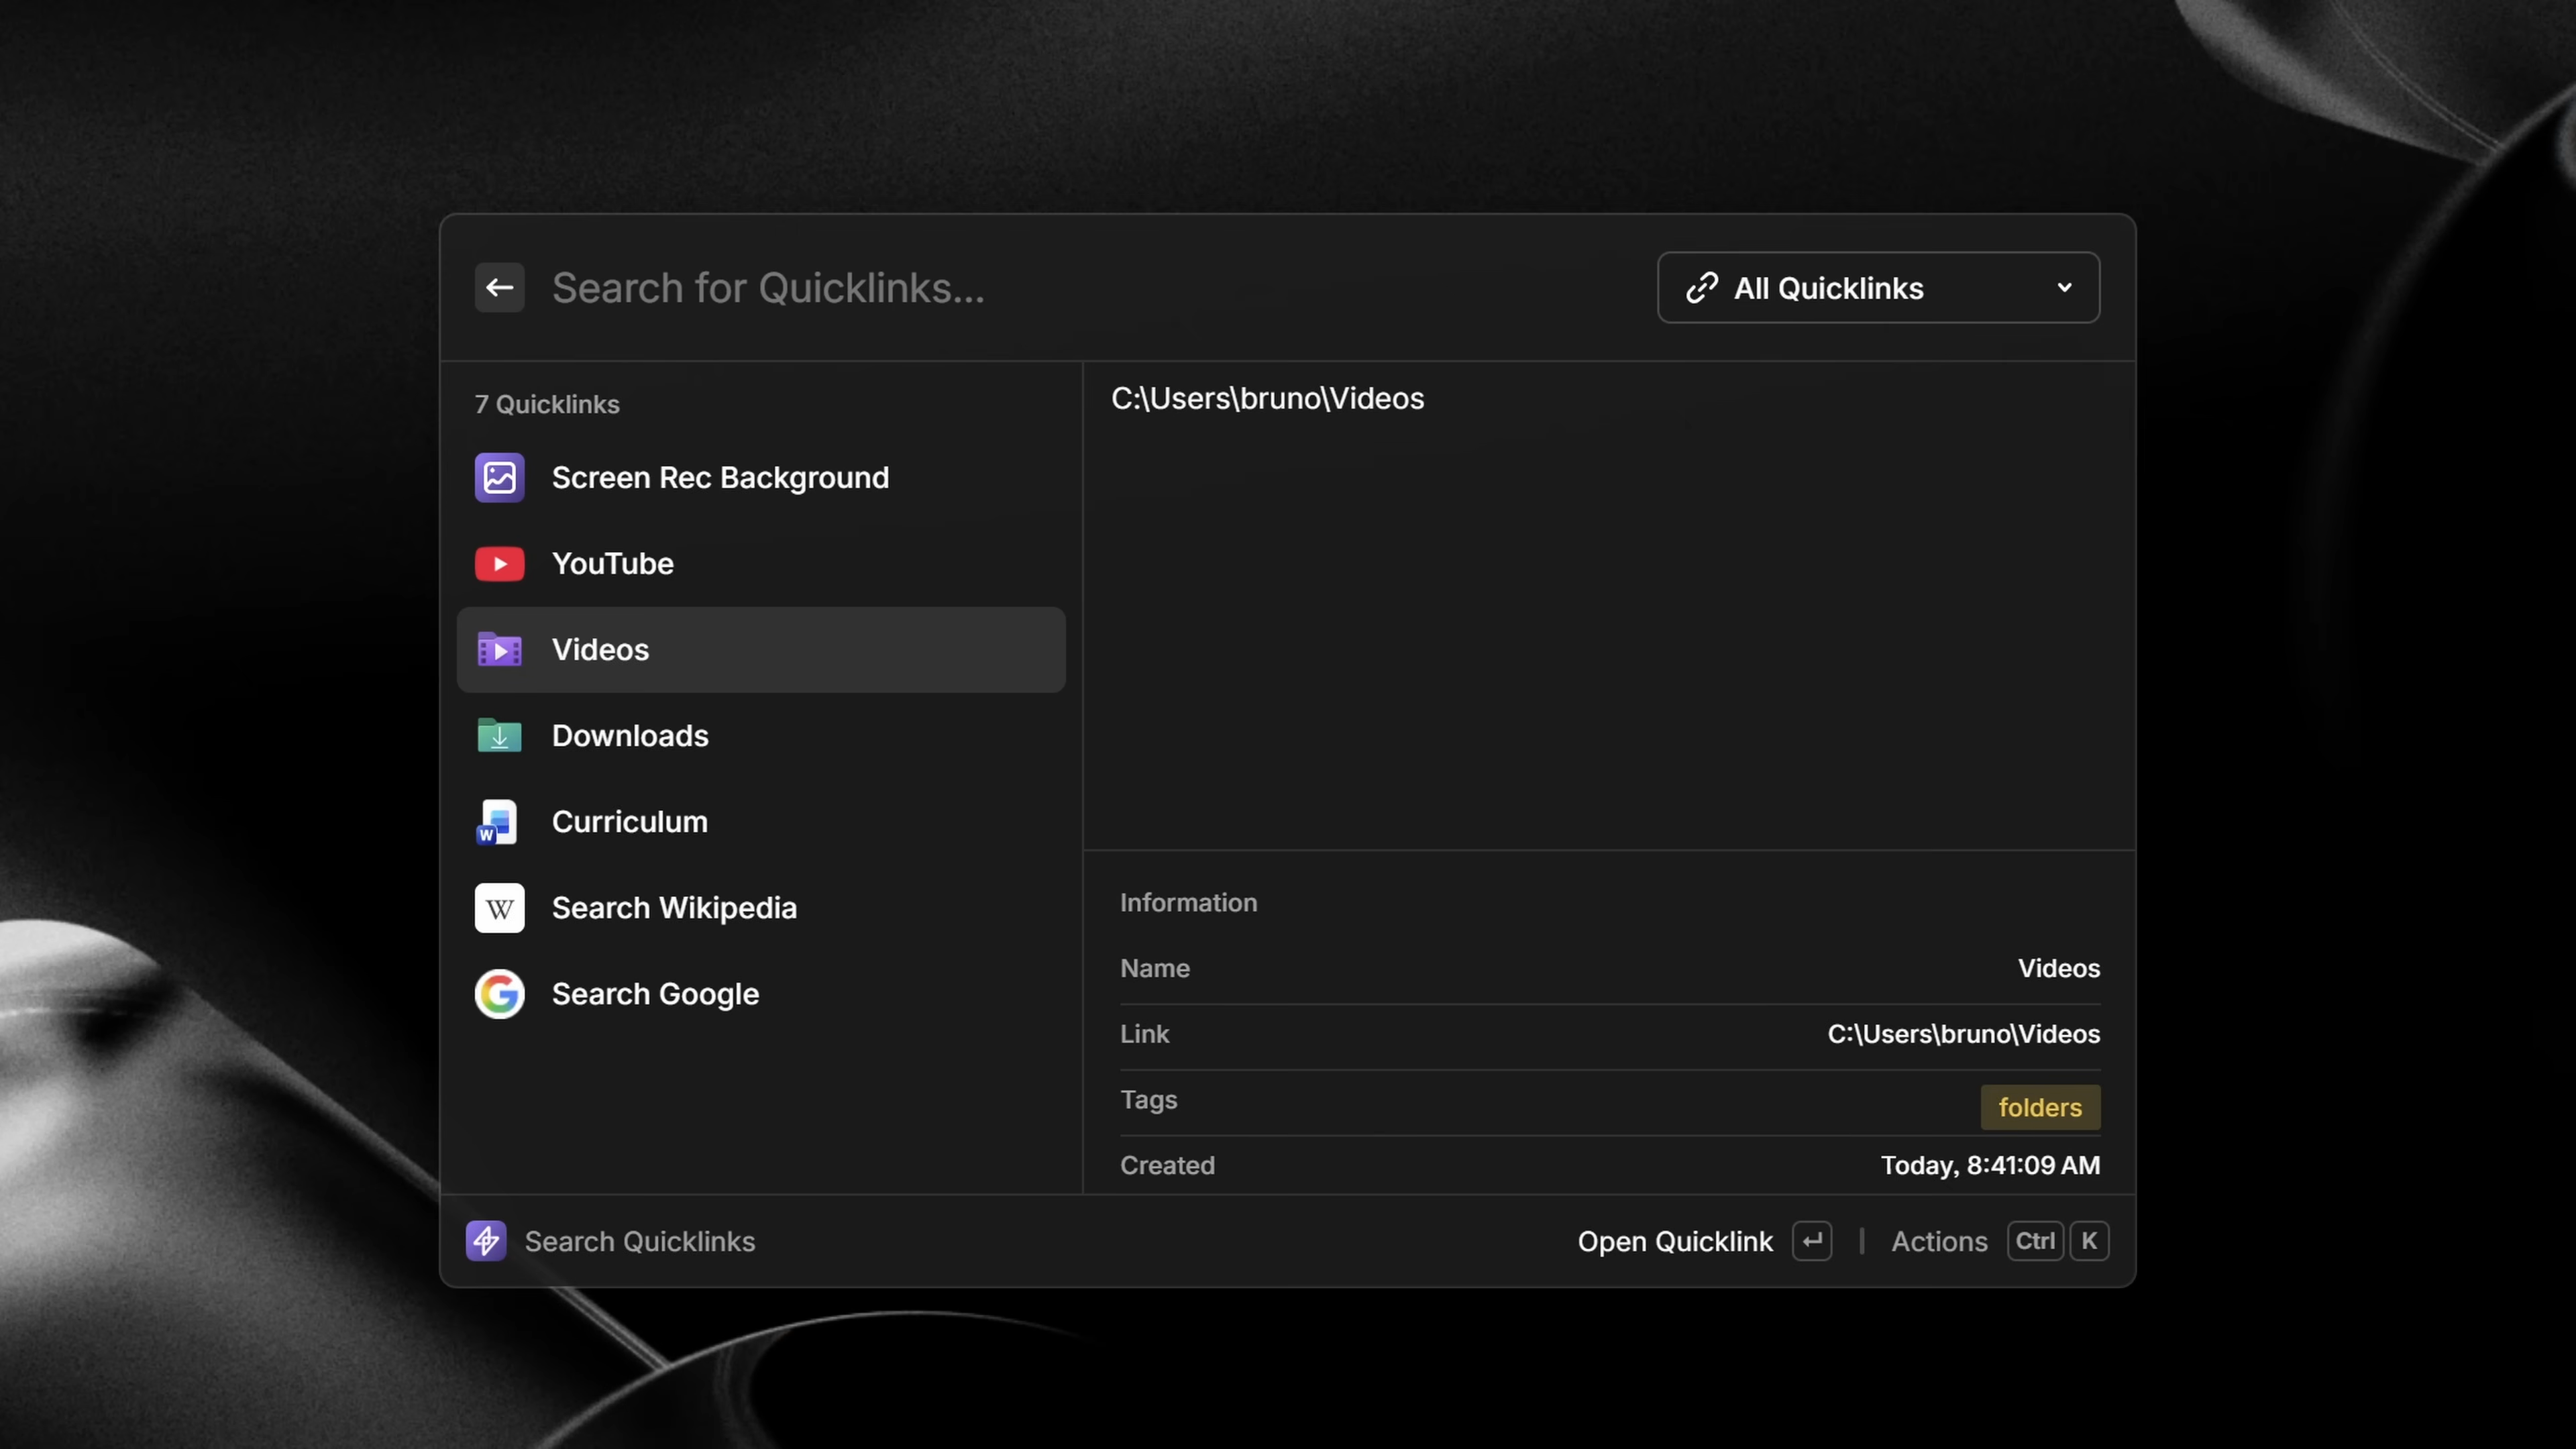 Search for Quicklinks...
All Quicklinks
7 Quicklinks
Screen Rec Background
YouTube
Videos
Downloads
W
Curriculum
W
Search Wikipedia
G
Search Google
C:\Users\bruno\Videos
Information
Name
Videos
Link
C:\Users\bruno\Videos
Tags
folders
Created
Today, 8:41:09 AM
Search Quicklinks
Open Quicklink
Actions
Ctrl
K